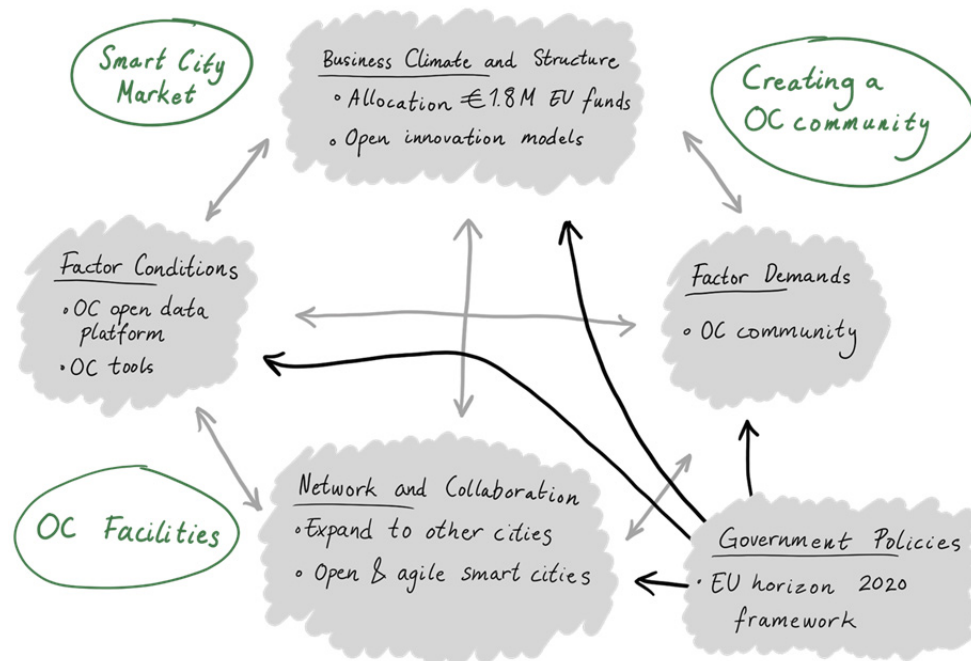 Smart City
Market
Business Climate and Structure
• Allocation €1.8M EU funds
• Open innovation models
Creating a
OC community
Factor Conditions
• OC open data
platform
• OC tools
Factor Demands
• OC community
OC Facilities
Network and Collaboration
• Expand to other cities
• Open & agile smart cities
Government Policies
• EU horizon 2020
framework